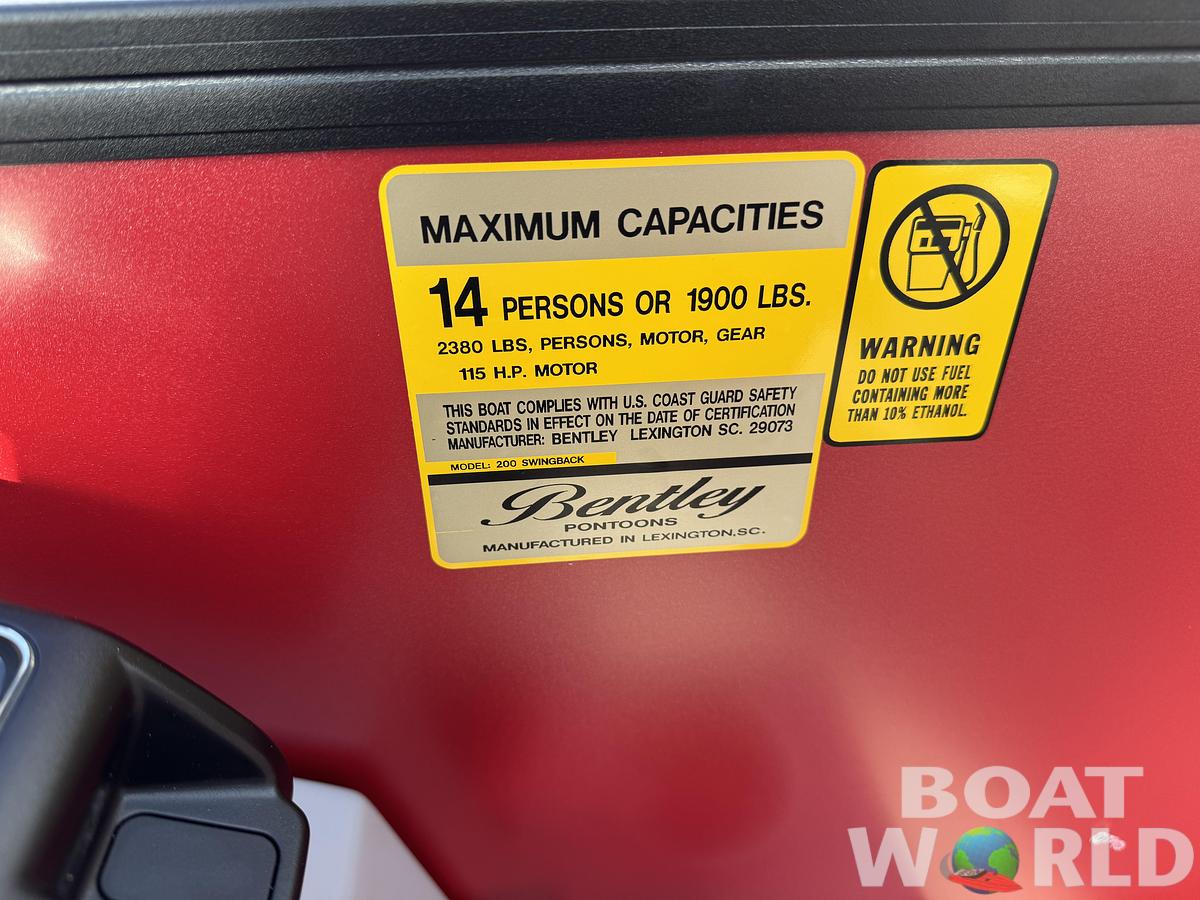 MAXIMUM CAPACITIES
14 PERSONS OR 1900 LBS.
2380 LBS, PERSONS, MOTOR, GEAR
115 H.P. MOTOR
THIS BOAT COMPLIES WITH U.S. COAST GUARD SAFETY
STANDARDS IN EFFECT ON THE DATE OF CERTIFICATION
MANUFACTURER: BENTLEY LEXINGTON SC. 29073
MODEL: 200 SWINGBACK
Bentley
PONTOONS
MANUFACTURED IN LEXINGTON,SC.
WARNING
DO NOT USE FUEL
CONTAINING MORE
THAN 10% ETHANOL.
BOAT
WORLD